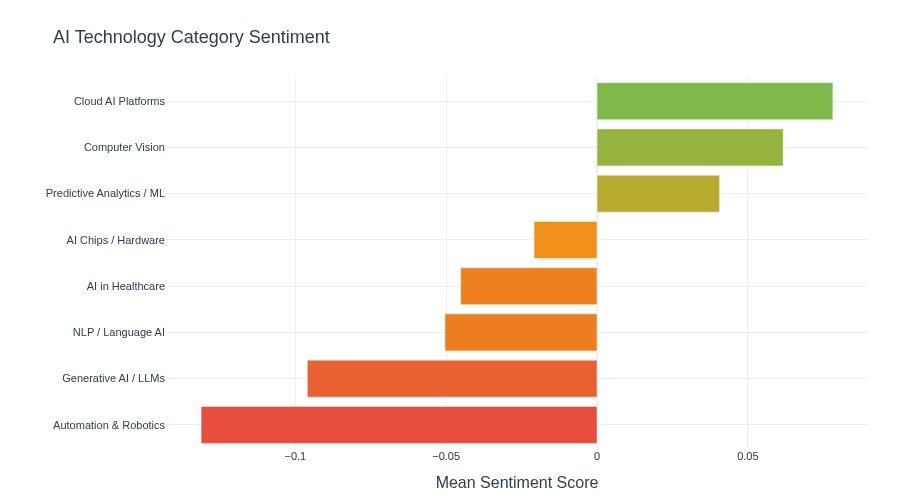 AI Technology Category Sentiment
Cloud AI Platforms
Computer Vision
Predictive Analytics / ML
AI Chips / Hardware
AI in Healthcare
NLP / Language AI
Generative AI / LLMs
Automation & Robotics
−0.1 −0.05 0 0.05
Mean Sentiment Score